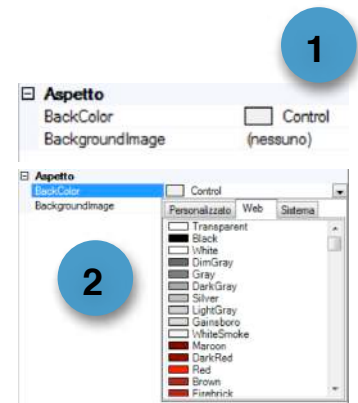 1
Aspetto
BackColor Control
BackgroundImage (nessuno)
Aspetto
BackColor Control
BackgroundImage Personalizzato Web Sistema
Transparent
Black
White
DimGray
Gray
DarkGray
Silver
LightGray
Gainsboro
WhiteSmoke
Maroon
DarkRed
Red
Brown
Firebrick
2